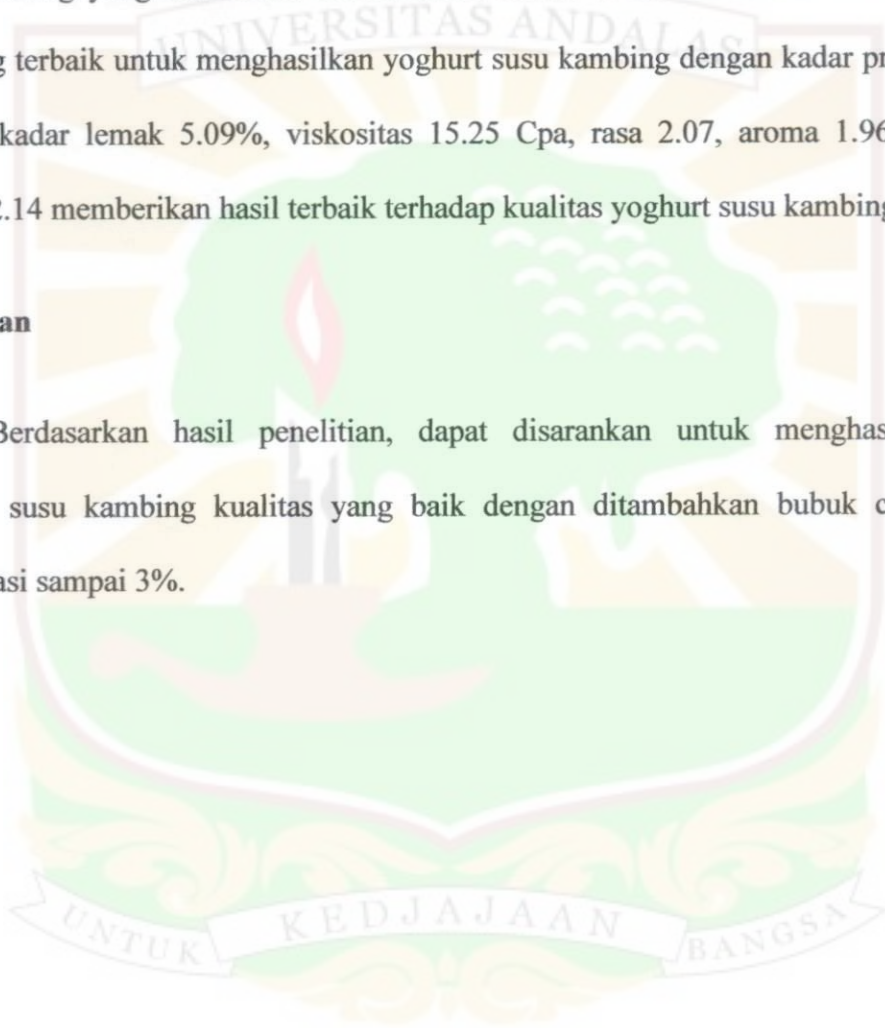 UNIVERSITAS ANDALAS
terbaik untuk menghasilkan yoghurt susu kambing dengan kadar
kadar lemak 5.09%, viskositas 15.25 Cpa, rasa 2.07, aroma 1.96
2.14 memberikan hasil terbaik terhadap kualitas yoghurt susu kambing
an
Berdasarkan hasil penelitian, dapat disarankan untuk menghas
susu kambing kualitas yang baik dengan ditambahkan bubuk
asi sampai 3%.
UNTUK KEDJAJAAN BANGSA